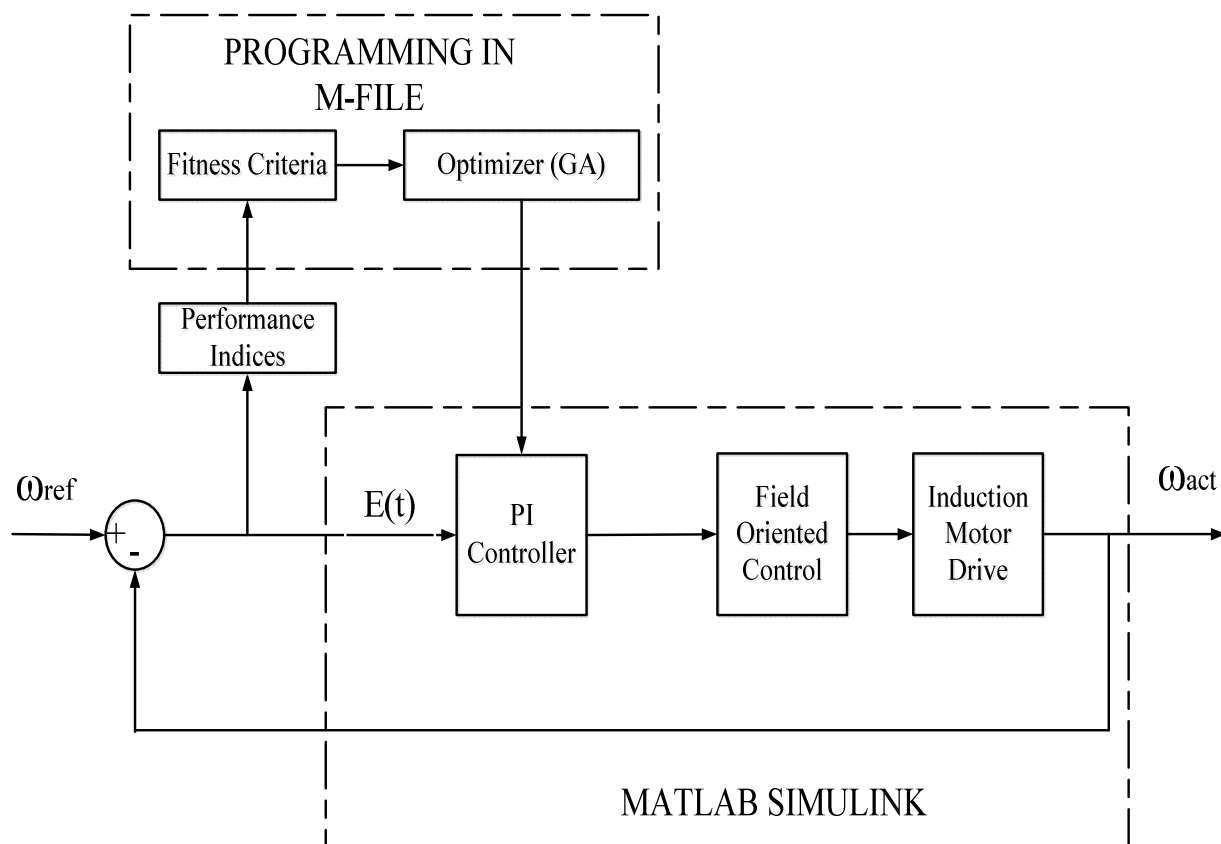 PROGRAMMING IN
M-FILE
Fitness Criteria
Optimizer (GA)
Performance
Indices
ωref
+
-
E(t)
PI
Controller
Field
Oriented
Control
Induction
Motor
Drive
ωact
MATLAB SIMULINK